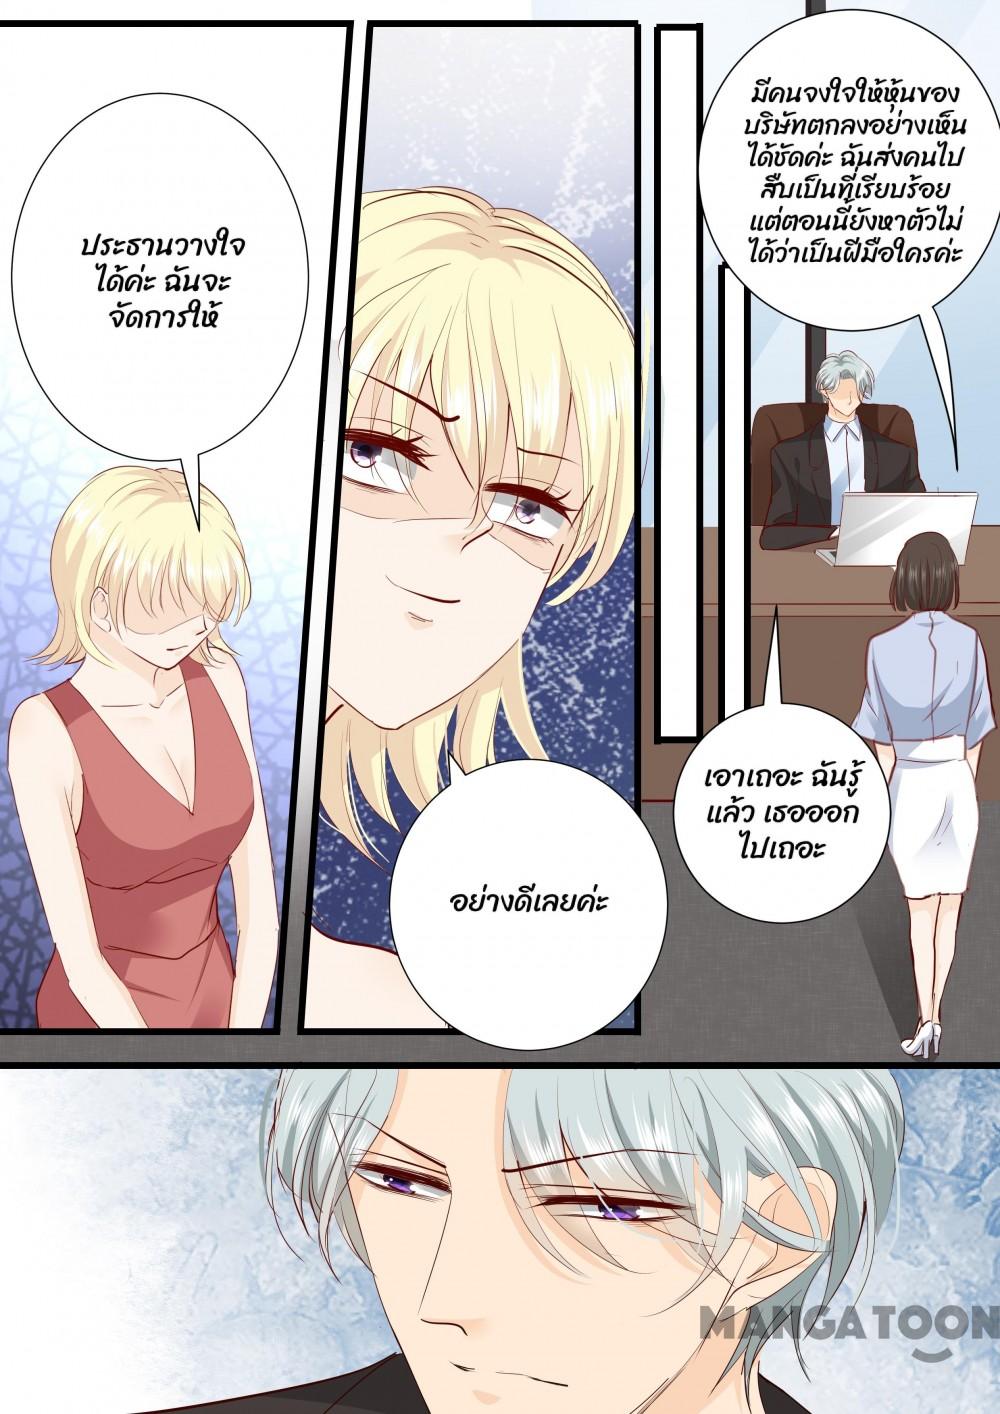 ประธานวางใจ
ได้ค่ะ ฉันจะ
จัดการให้
อย่างดีเลยค่ะ
มีคนจงใจให้หุ้นของ
บริษัทตกลงอย่างเห็น
ได้ชัดค่ะ ฉันส่งคนไป
สืบเป็นที่เรียบร้อย
แต่ตอนนี้ยังหาตัวไม่
ได้ว่าเป็นฝีมือใครค่ะ
เอาเถอะ ฉันรู้
แล้ว เธอออก
ไปเถอะ
MANGATOON